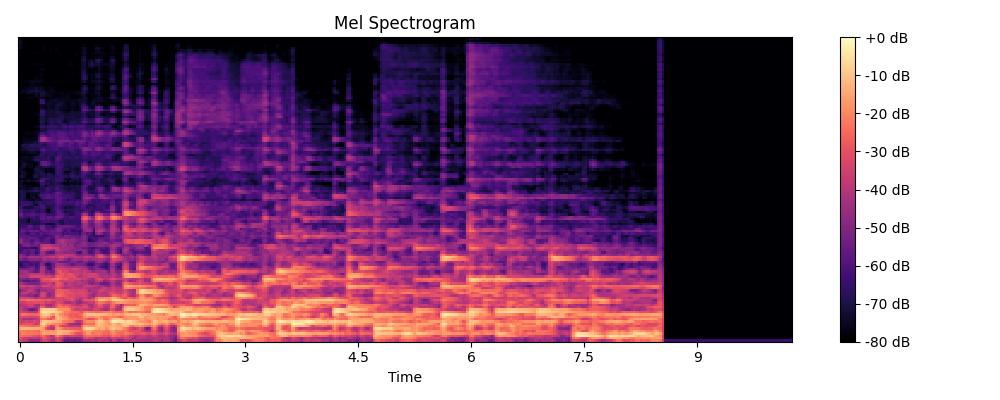 Mel Spectrogram
+0 dB
-10 dB
-20 dB
-30 dB
-40 dB
-50 dB
-60 dB
-70 dB
-80 dB
0 1.5 3 4.5 6 7.5 9
Time